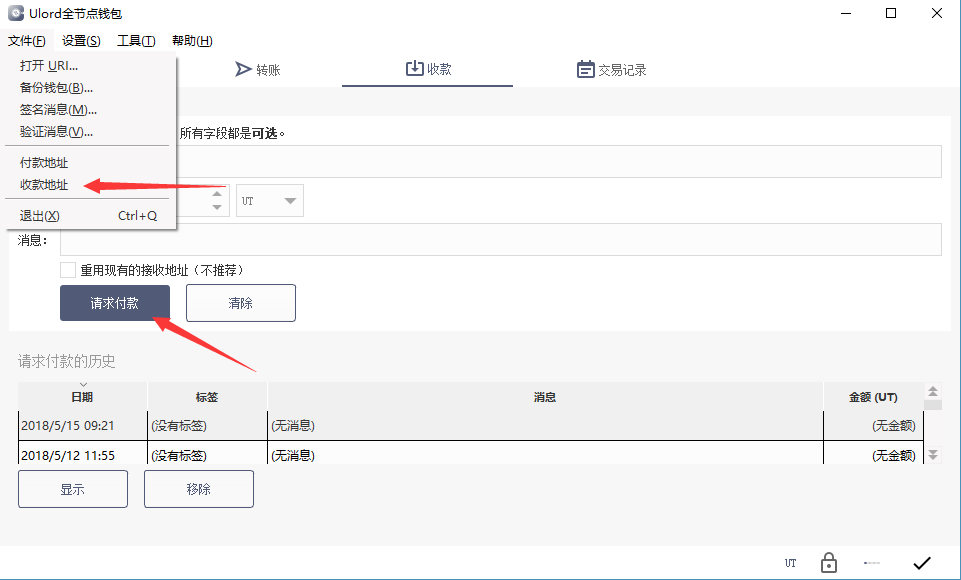 Ulord全节点钱包
文件(F) 设置(S) 工具(T) 帮助(H)
打开 URI...
备份钱包(B)...
签名消息(M)...
验证消息(V)...
付款地址
收款地址
退出(X) Ctrl+Q
转账 收款 交易记录
所有字段都是可选。
UT
消息：
重用现有的接收地址（不推荐）
请求付款 清除
请求付款的历史
日期 标签 消息 金额 (UT)
2018/5/15 09:21 (没有标签) (无消息) (无金额)
2018/5/12 11:55 (没有标签) (无消息) (无金额)
显示 移除
UT